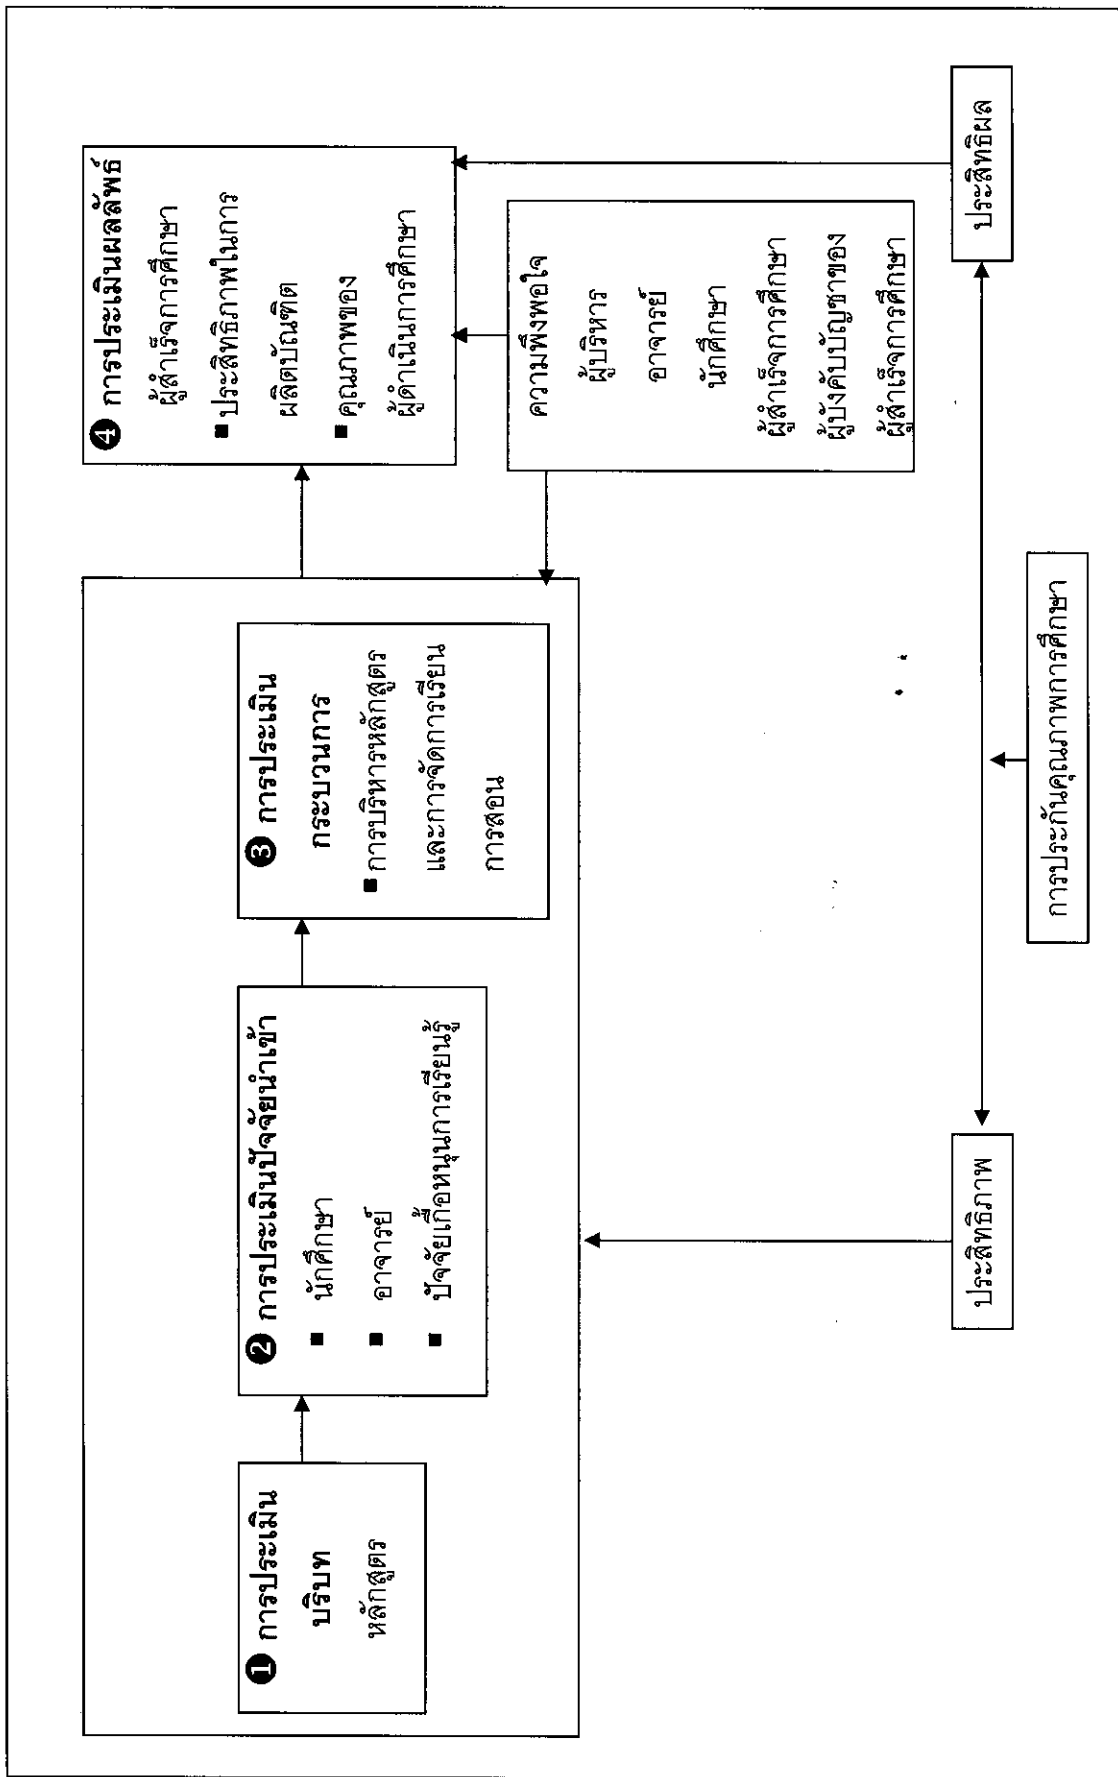 ❶ การประเมิน
บริบท
หลักสูตร
❷ การประเมินปัจจัยนำเข้า
■ นักศึกษา
■ อาจารย์
■ ปัจจัยเกื้อหนุนการเรียนรู้
❸ การประเมิน
กระบวนการ
■ การบริหารหลักสูตร
และการจัดการเรียน
การสอน
❹ การประเมินผลลัพธ์
ผู้สำเร็จการศึกษา
■ ประสิทธิภาพในการ
ผลิตบัณฑิต
■ คุณภาพของ
ผู้ดำเนินการศึกษา
ความพึงพอใจ
ผู้บริหาร
อาจารย์
นักศึกษา
ผู้สำเร็จการศึกษา
ผู้บังคับบัญชาของ
ผู้สำเร็จการศึกษา
ประสิทธิภาพ
ประสิทธิผล
การประกันคุณภาพการศึกษา